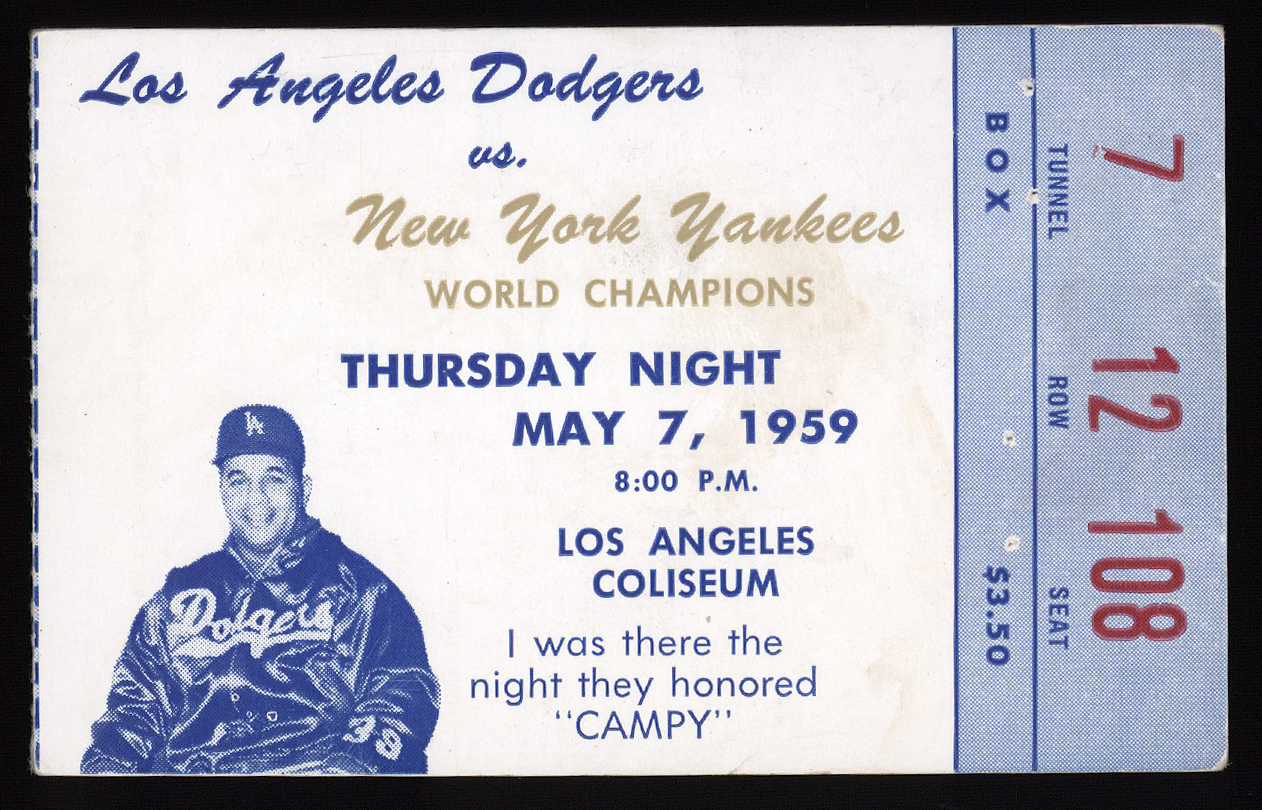 Los Angeles Dodgers
vs.
New York Yankees
WORLD CHAMPIONS
THURSDAY NIGHT
MAY 7, 1959
8:00 P.M.
LOS ANGELES
COLISEUM
I was there the
night they honored
"CAMPY"
LA
Dodgers
39
BOX $3.50
TUNNEL ROW SEAT
7 12 108